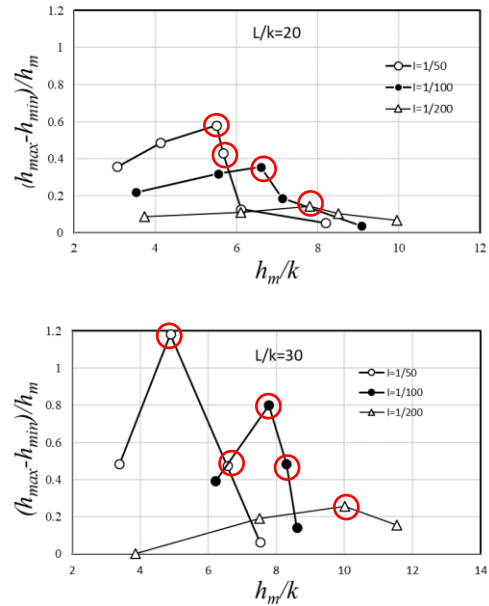 L/k=20
I=1/50
I=1/100
I=1/200
(hmax-hmin)/hm
1.2
1
0.8
0.6
0.4
0.2
0
2 4 6 8 10 12
hm/k
L/k=30
I=1/50
I=1/100
I=1/200
(hmax-hmin)/hm
1.2
1
0.8
0.6
0.4
0.2
0
2 4 6 8 10 12 14
hm/k